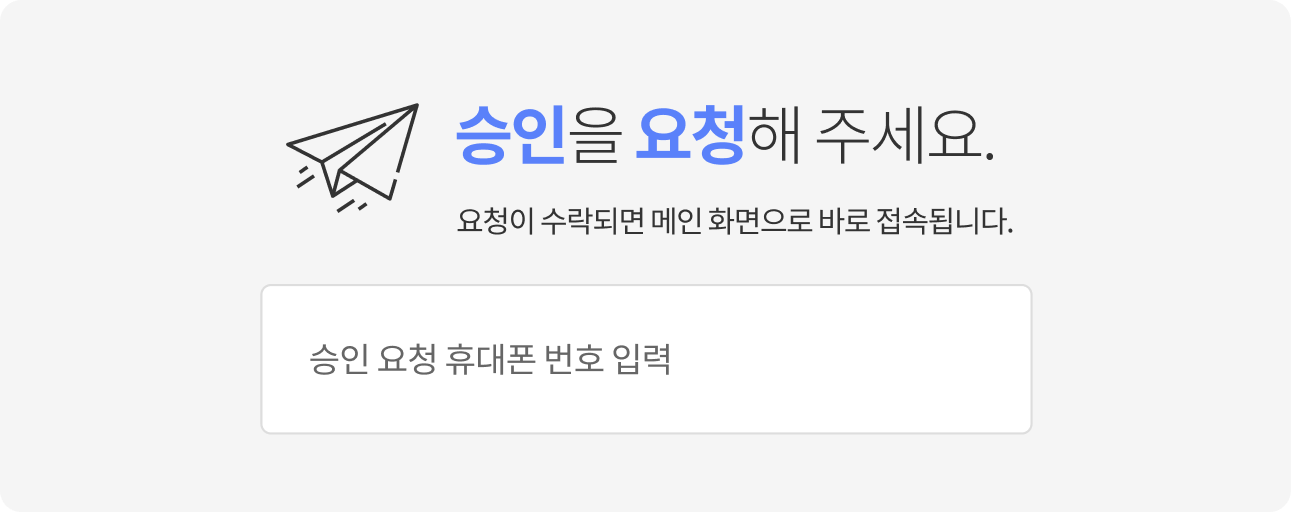 승인을 요청해 주세요.
요청이 수락되면 메인 화면으로 바로 접속됩니다.
승인 요청 휴대폰 번호 입력